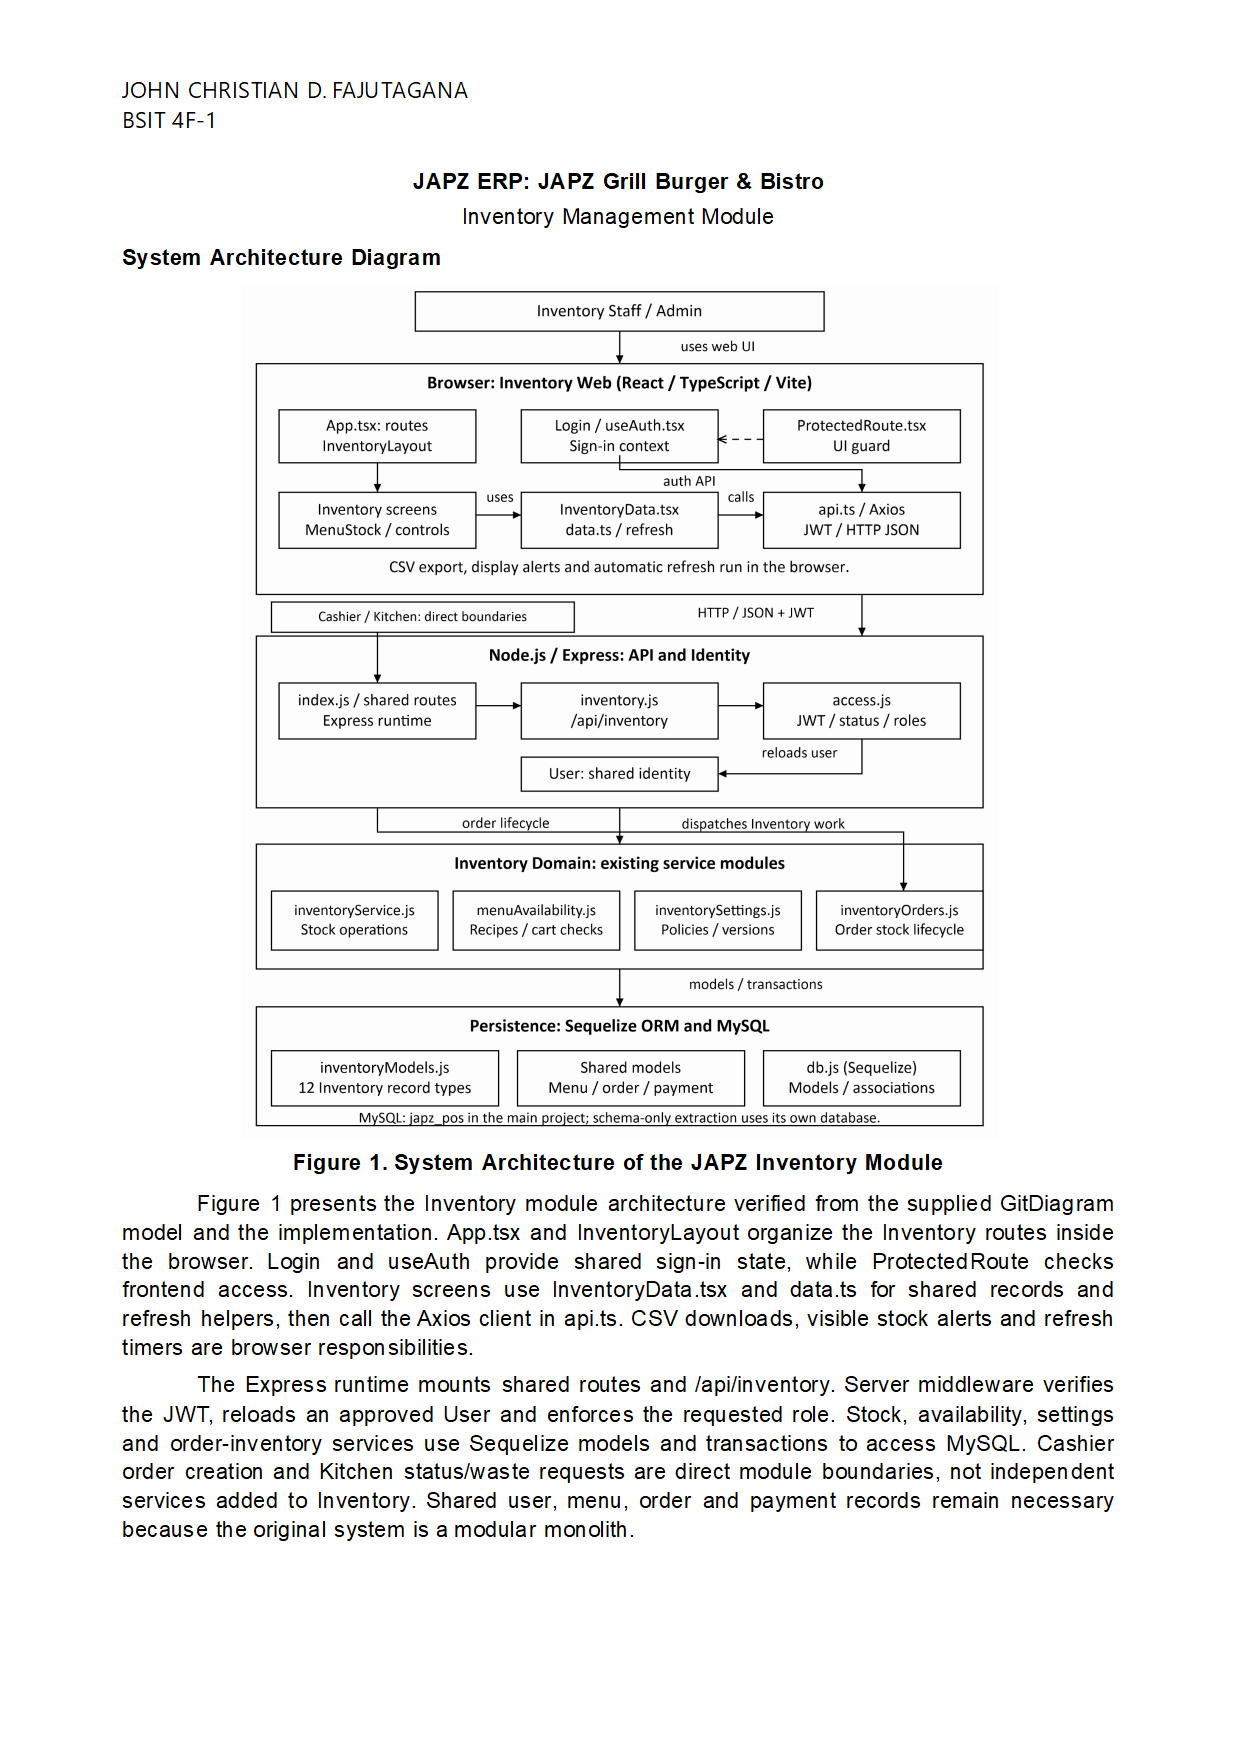 JOHN CHRISTIAN D. FAJUTAGANA
BSIT 4F-1
JAPZ ERP: JAPZ Grill Burger & Bistro
Inventory Management Module
System Architecture Diagram
Inventory Staff / Admin
uses web UI
Browser: Inventory Web (React / TypeScript / Vite)
App.tsx: routes
InventoryLayout
Login / useAuth.tsx
Sign-in context
ProtectedRoute.tsx
UI guard
auth API
Inventory screens
MenuStock / controls
uses
InventoryData.tsx
data.ts / refresh
calls
api.ts / Axios
JWT / HTTP JSON
CSV export, display alerts and automatic refresh run in the browser.
Cashier / Kitchen: direct boundaries
HTTP / JSON + JWT
Node.js / Express: API and Identity
index.js / shared routes
Express runtime
inventory.js
/api/inventory
access.js
JWT / status / roles
reloads user
User: shared identity
order lifecycle
dispatches Inventory work
Inventory Domain: existing service modules
inventoryService.js
Stock operations
menuAvailability.js
Recipes / cart checks
inventorySettings.js
Policies / versions
inventoryOrders.js
Order stock lifecycle
models / transactions
Persistence: Sequelize ORM and MySQL
inventoryModels.js
12 Inventory record types
Shared models
Menu / order / payment
db.js (Sequelize)
Models / associations
MySQL: japz_pos in the main project; schema-only extraction uses its own database.
Figure 1. System Architecture of the JAPZ Inventory Module
Figure 1 presents the Inventory module architecture verified from the supplied GitDiagram
model and the implementation. App.tsx and InventoryLayout organize the Inventory routes inside
the browser. Login and useAuth provide shared sign-in state, while ProtectedRoute checks
frontend access. Inventory screens use InventoryData.tsx and data.ts for shared records and
refresh helpers, then call the Axios client in api.ts. CSV downloads, visible stock alerts and refresh
timers are browser responsibilities.
The Express runtime mounts shared routes and /api/inventory. Server middleware verifies
the JWT, reloads an approved User and enforces the requested role. Stock, availability, settings
and order-inventory services use Sequelize models and transactions to access MySQL. Cashier
order creation and Kitchen status/waste requests are direct module boundaries, not independent
services added to Inventory. Shared user, menu, order and payment records remain necessary
because the original system is a modular monolith.